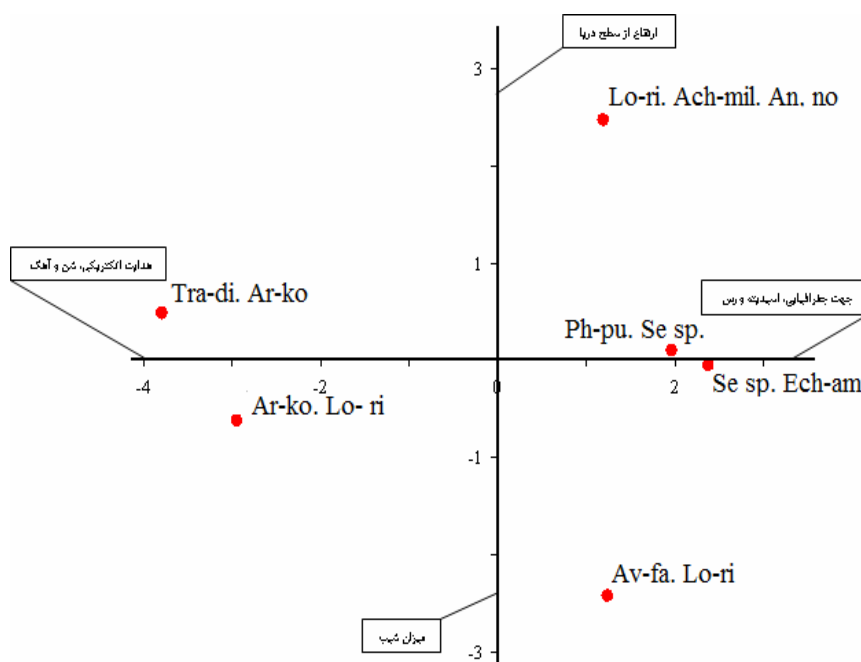 ارتفاع از سطح دریا
3
Lo-ri. Ach-mil. An. no
هدایت الکتریکی، شن و آهک
1
جهت جغرافیایی، اسیدیته و رس
Tra-di. Ar-ko
Ph-pu. Se sp.
-4
-2
0
2
Se sp. Ech-am
Ar-ko. Lo- ri
-1
Av-fa. Lo-ri
میزان شیب
-3